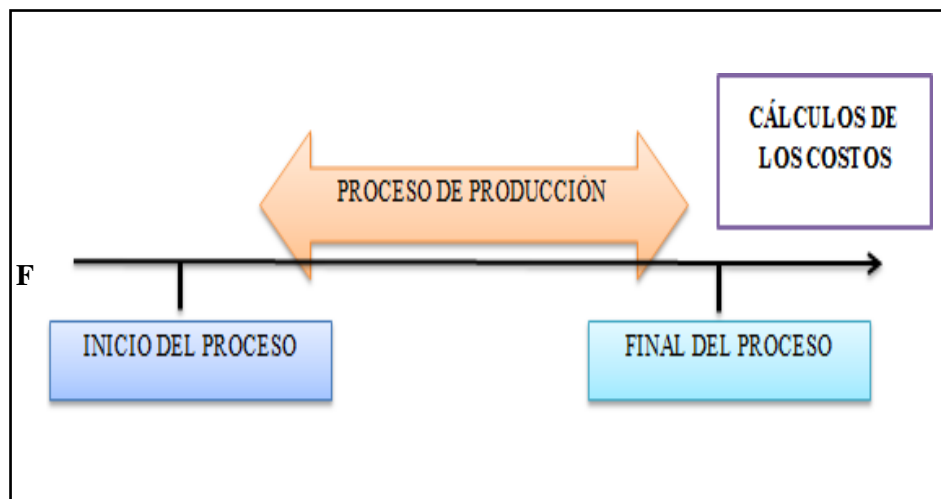 CÁLCULOS DE
LOS COSTOS
PROCESO DE PRODUCCIÓN
F
INICIO DEL PROCESO
FINAL DEL PROCESO